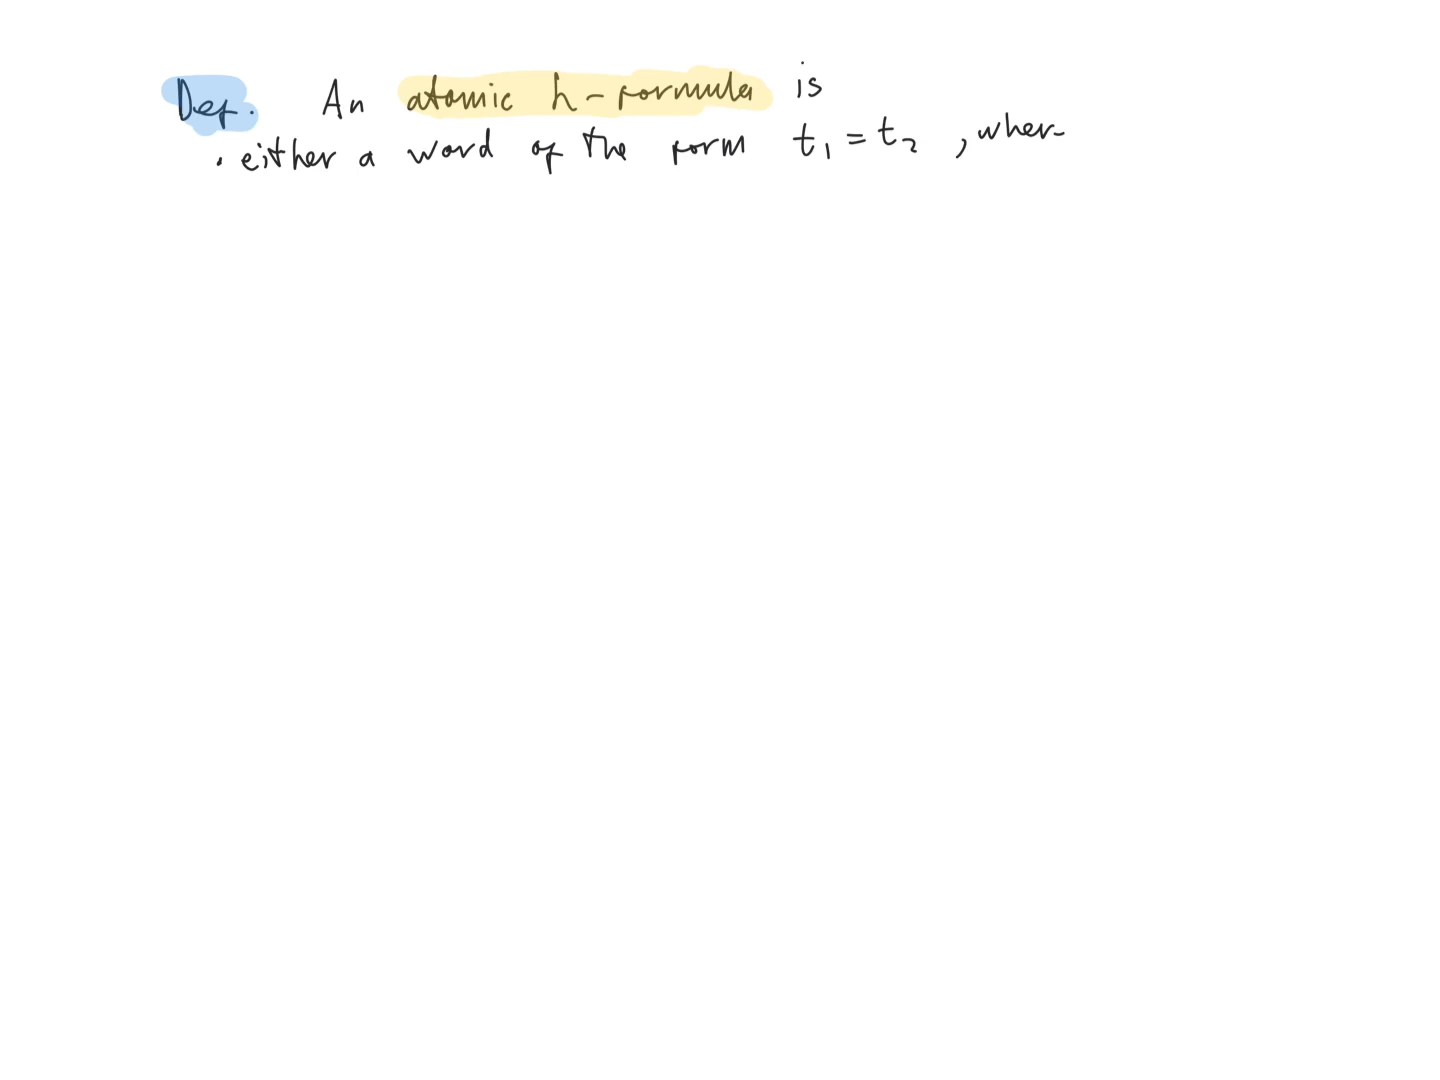 Def. An atomic h-formula is
• either a word of the form t₁ = t₂, wher